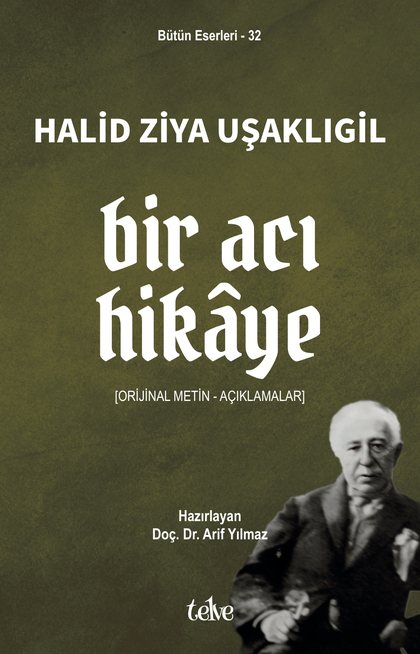 Bütün Eserleri - 32
HALİD ZİYA UŞAKLIGİL
bir acı
hikâye
[ORİJİNAL METİN - AÇIKLAMALAR]
Hazırlayan
Doç. Dr. Arif Yılmaz
telve